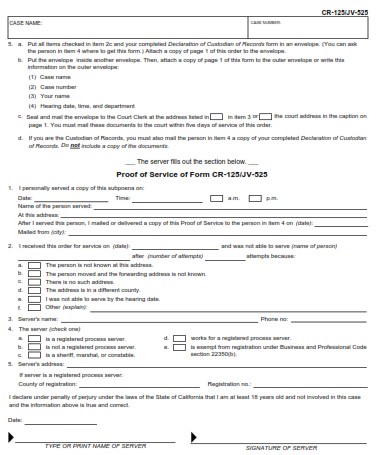 CR-125/JV-525
CASE NAME:
CASE NUMBER:
5. a. Put all items checked in item 2c and your completed Declaration of Custodian of Records form in an envelope. (You can ask
the person in item 4 where to get this form.) Attach a copy of page 1 of this order to the envelope.
b. Put the envelope inside another envelope. Then, attach a copy of page 1 of this form to the outer envelope or write this
information on the outer envelope:
(1) Case name
(2) Case number
(3) Your name
(4) Hearing date, time, and department
c. Seal and mail the envelope to the Court Clerk at the address listed in in item 3 or the court address in the caption on
page 1. You must mail these documents to the court within five days of service of this order.
d. If you are the Custodian of Records, you must also mail the person in item 4 a copy of your completed Declaration of Custodian
of Records. Do not include a copy of the documents.
___ The server fills out the section below. ___
Proof of Service of Form CR-125/JV-525
1. I personally served a copy of this subpoena on:
Date: Time: a.m. p.m.
Name of the person served:
At this address:
After I served this person, I mailed or delivered a copy of this Proof of Service to the person in item 4 on (date):
Mailed from (city):
2. I received this order for service on (date): and was not able to serve (name of person)
after (number of attempts) attempts because:
a. The person is not known at this address.
b. The person moved and the forwarding address is not known.
c. There is no such address.
d. The address is in a different county.
e. I was not able to serve by the hearing date.
f. Other (explain):
3. Server's name: Phone no:
4. The server (check one)
a. is a registered process server. d. works for a registered process server.
b. is not a registered process server. e. is exempt from registration under Business and Professional Code
c. is a sheriff, marshal, or constable. section 22350(b).
5. Server's address:
If server is a registered process server:
County of registration: Registration no.:
I declare under penalty of perjury under the laws of the State of California that I am at least 18 years old and not involved in this case
and the information above is true and correct.
Date:
TYPE OR PRINT NAME OF SERVER SIGNATURE OF SERVER